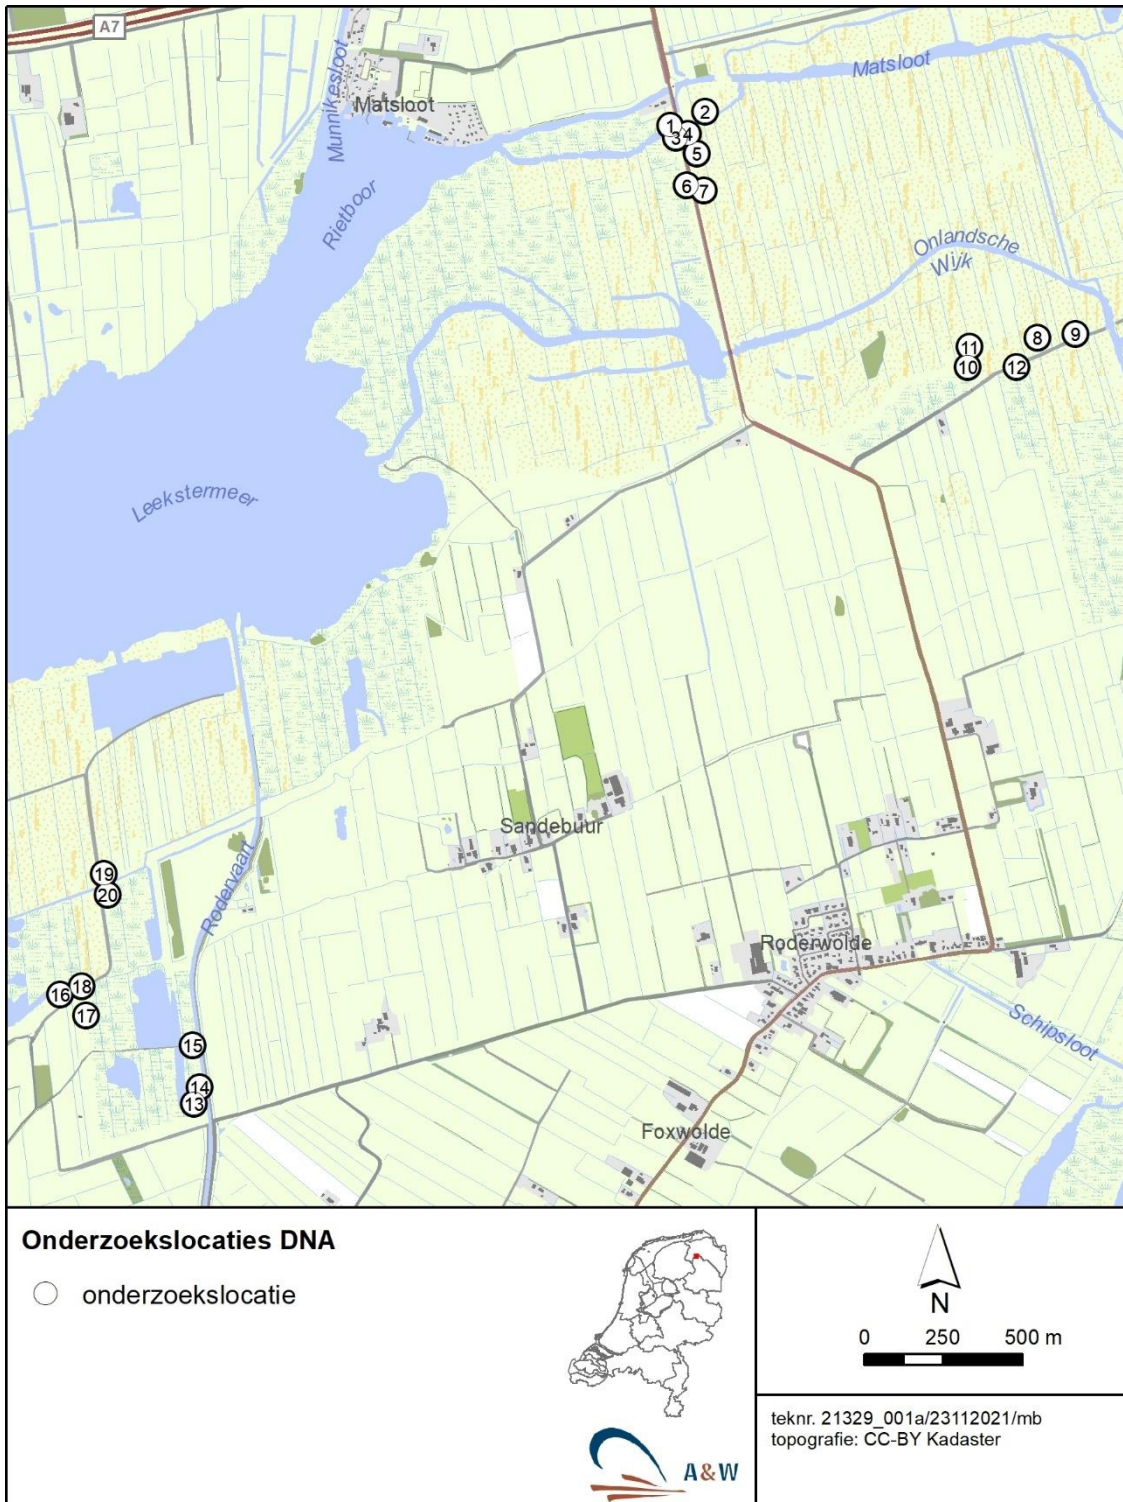 A7
Munnikesloot
Matsloot
Matsloot
Rietboor
1
2
3
4
5
6
7
Onlandsche
Wijk
8
9
11
10
12
Leekstermeer
Sandebuur
Rodervaart
19
20
Roderwolde
18
16
17
Schipsloot
15
14
13
Foxwolde
Onderzoekslocaties DNA
onderzoekslocatie
N
0 250 500 m
A&W
teknr. 21329_001a/23112021/mb
topografie: CC-BY Kadaster